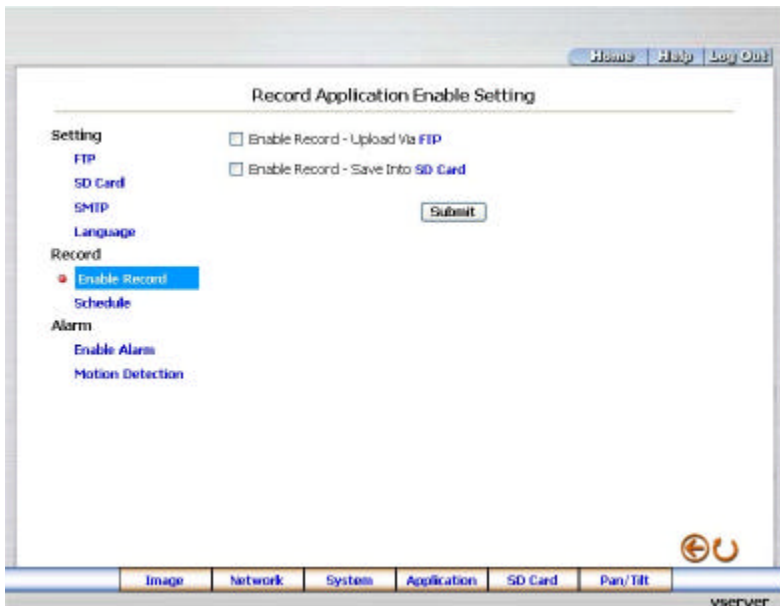 Home Help Log Out
Record Application Enable Setting
Setting
FTP
SD Card
SMTP
Language
Record
Enable Record
Schedule
Alarm
Enable Alarm
Motion Detection
Enable Record - Upload Via FTP
Enable Record - Save Into SD Card
Submit
Image Network System Application SD Card Pan/Tilt
vserver